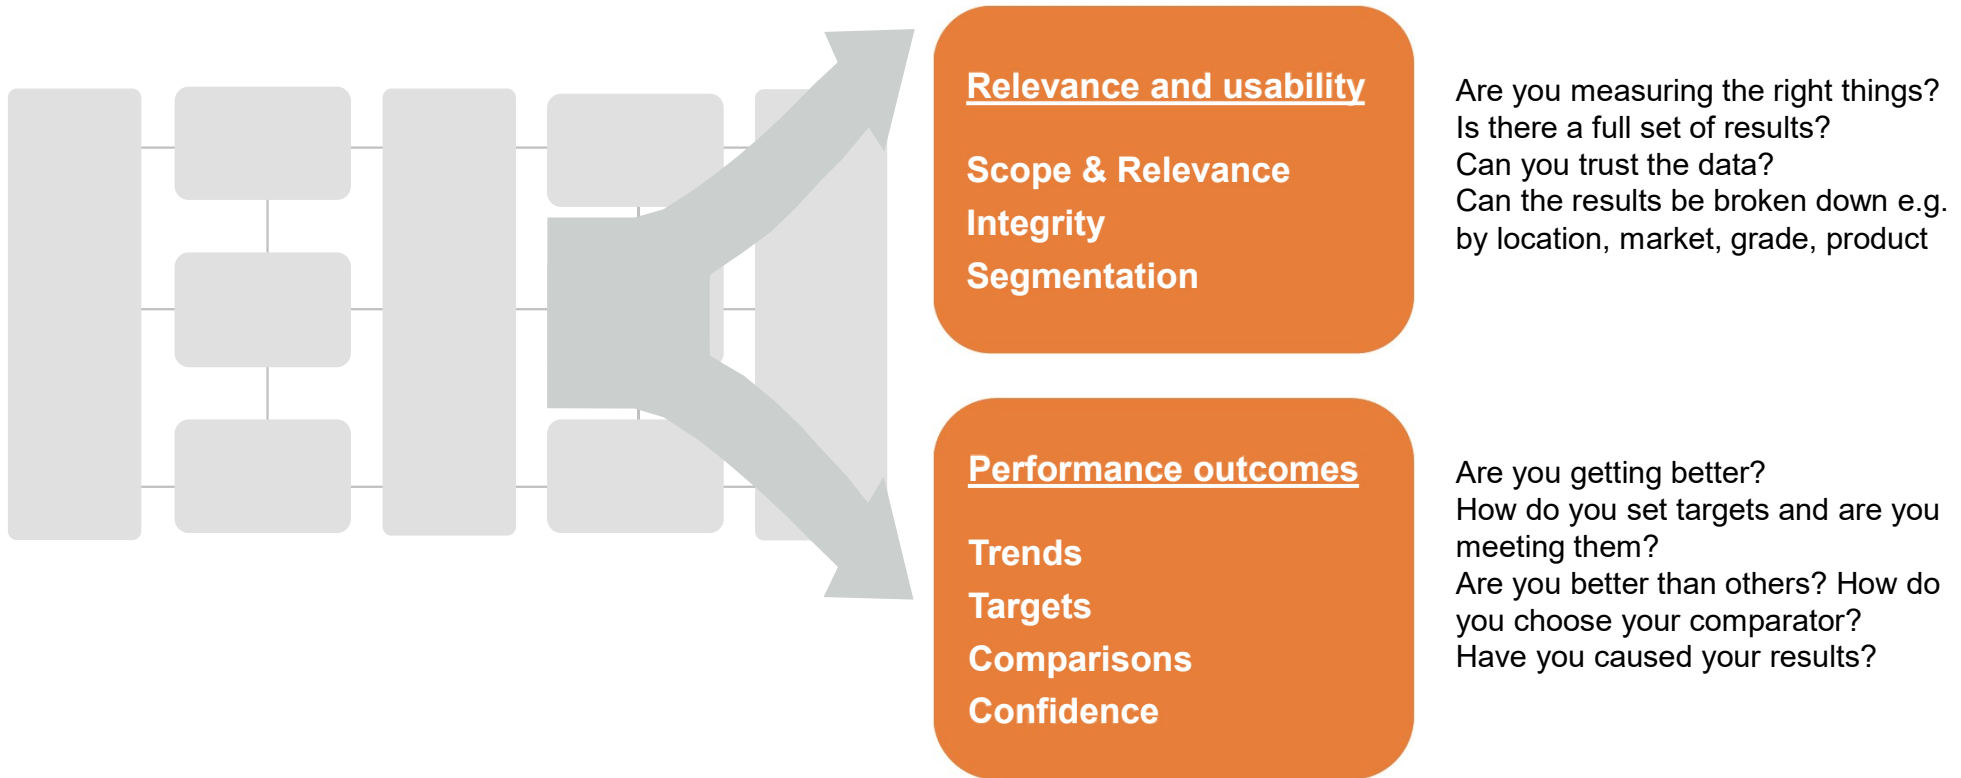 Relevance and usability
Scope & Relevance
Integrity
Segmentation
Are you measuring the right things?
Is there a full set of results?
Can you trust the data?
Can the results be broken down e.g.
by location, market, grade, product
Performance outcomes
Trends
Targets
Comparisons
Confidence
Are you getting better?
How do you set targets and are you
meeting them?
Are you better than others? How do
you choose your comparator?
Have you caused your results?